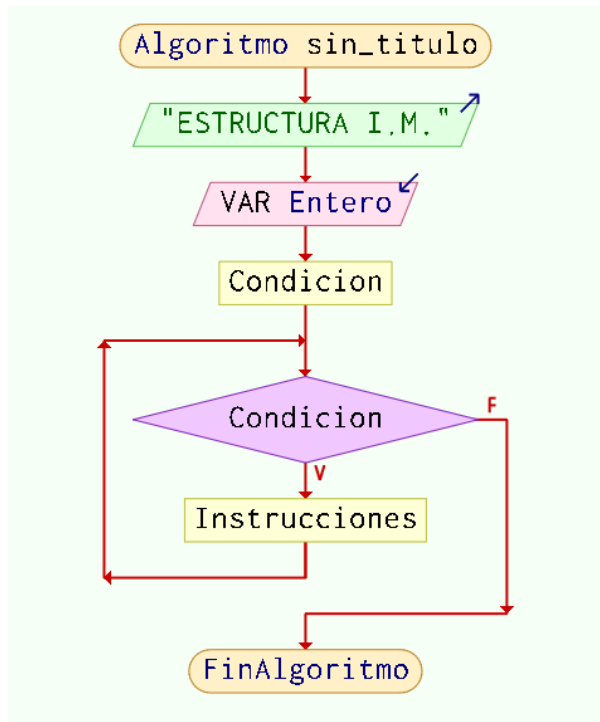 Algoritmo sin_titulo
"ESTRUCTURA I.M."
VAR Entero
Condicion
Condicion
F
V
Instrucciones
FinAlgoritmo